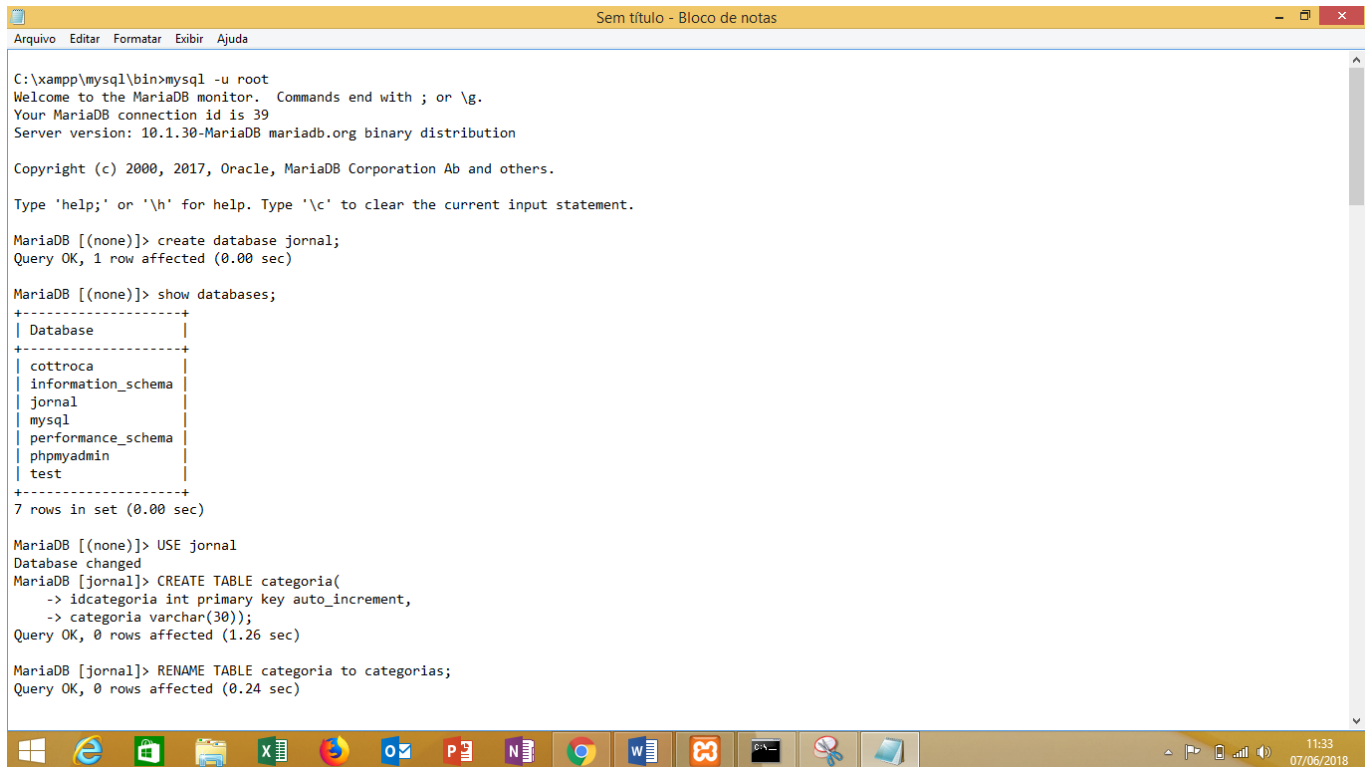 Sem título - Bloco de notas
Arquivo Editar Formatar Exibir Ajuda
C:\xampp\mysql\bin>mysql -u root
Welcome to the MariaDB monitor.  Commands end with ; or \g.
Your MariaDB connection id is 39
Server version: 10.1.30-MariaDB mariadb.org binary distribution
Copyright (c) 2000, 2017, Oracle, MariaDB Corporation Ab and others.
Type 'help;' or '\h' for help. Type '\c' to clear the current input statement.
MariaDB [(none)]> create database jornal;
Query OK, 1 row affected (0.00 sec)
MariaDB [(none)]> show databases;
+--------------------+
| Database           |
+--------------------+
| cottroca           |
| information_schema |
| jornal             |
| mysql              |
| performance_schema |
| phpmyadmin         |
| test               |
+--------------------+
7 rows in set (0.00 sec)
MariaDB [(none)]> USE jornal
Database changed
MariaDB [jornal]> CREATE TABLE categoria(
    -> idcategoria int primary key auto_increment,
    -> categoria varchar(30));
Query OK, 0 rows affected (1.26 sec)
MariaDB [jornal]> RENAME TABLE categoria to categorias;
Query OK, 0 rows affected (0.24 sec)
11:33
07/06/2018